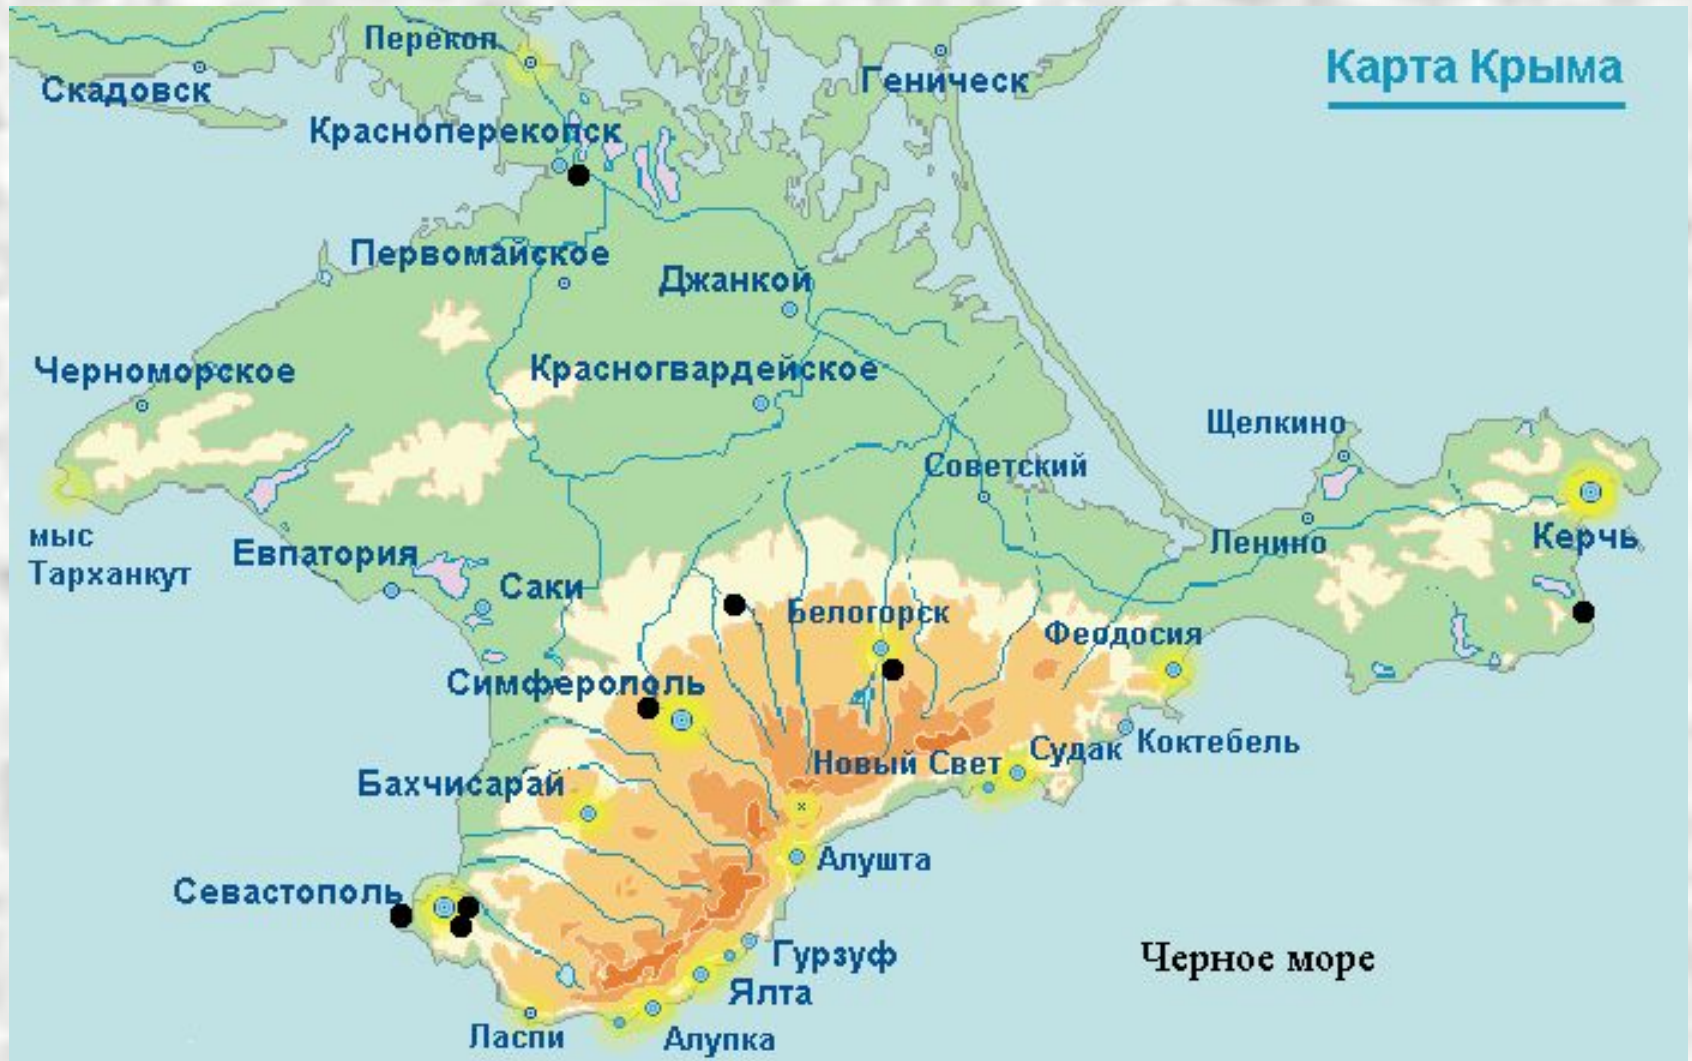 Перекоп
Карта Крыма
Скадовск
Геническ
Красноперекопск
Первомайское
Джанкой
Черноморское
Красногвардейское
Щелкино
Советский
мыс
Тарханкут
Евпатория
Саки
Ленино
Керчь
Белогорск
Феодосия
Симферополь
Новый Свет
Судак
Коктебель
Бахчисарай
Алушта
Севастополь
Гурзуф
Черное море
Ялта
Ласпи
Алупка